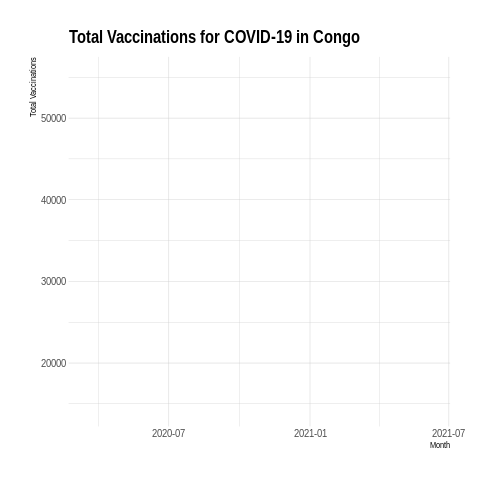 Total Vaccinations for COVID-19 in Congo
Total Vaccinations
50000
40000
30000
20000
2020-07
2021-01
2021-07
Month